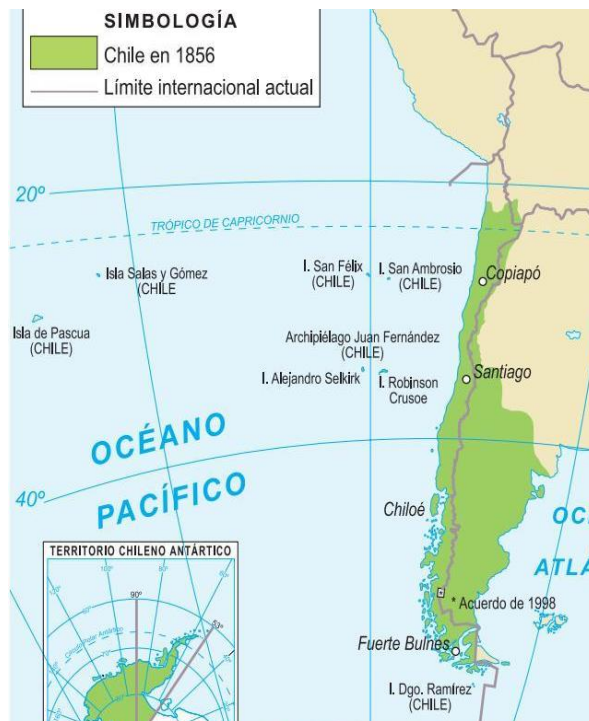 SIMBOLOGÍA
Chile en 1856
Límite internacional actual
20º
TRÓPICO DE CAPRICORNIO
Isla Salas y Gómez
(CHILE
I. San Félix
(CHILE)
I. San Ambrosio
(CHILE)
Copiapó
Isla de Pascua
(CHILE)
Archipiélago Juan Fernández
(CHILE)
I. Alejandro Selkirk
I. Robinson
Crusoe
Santiago
OCÉANO
PACÍFICO
40º
Chiloé
OC
ATLÁ
TERRITORIO CHILENO ANTÁRTICO
90º
53º
* Acuerdo de 1998
Fuerte Bulnes
I. Dgo. Ramírez
(CHILE)